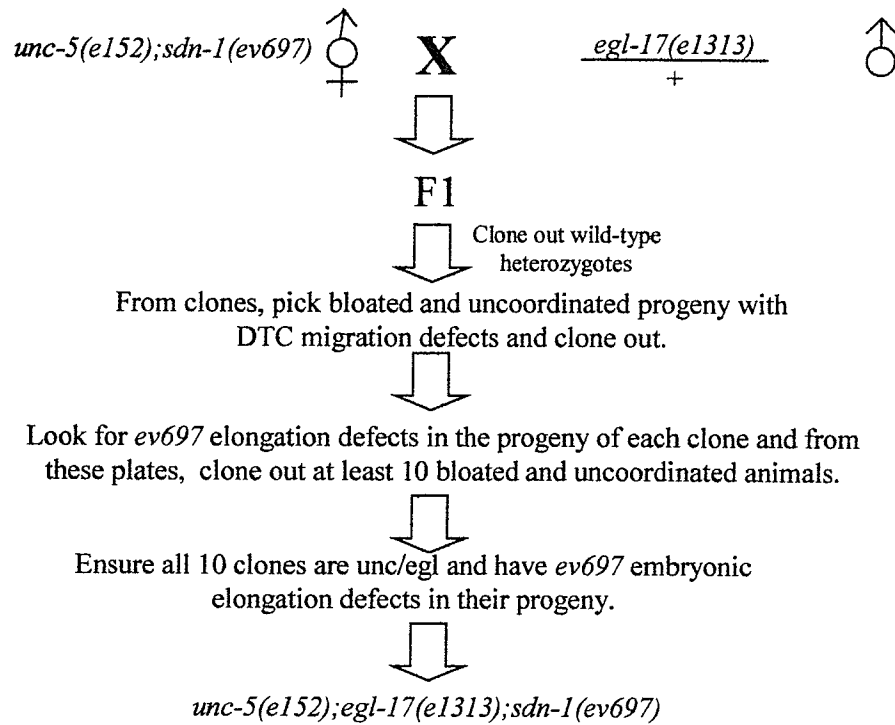 unc-5(e152);sdn-1(ev697)
X
egl-17(e1313)
+
F1
Clone out wild-type
heterozygotes
From clones, pick bloated and uncoordinated progeny with
DTC migration defects and clone out.
Look for ev697 elongation defects in the progeny of each clone and from
these plates, clone out at least 10 bloated and uncoordinated animals.
Ensure all 10 clones are unc/egl and have ev697 embryonic
elongation defects in their progeny.
unc-5(e152);egl-17(e1313);sdn-1(ev697)